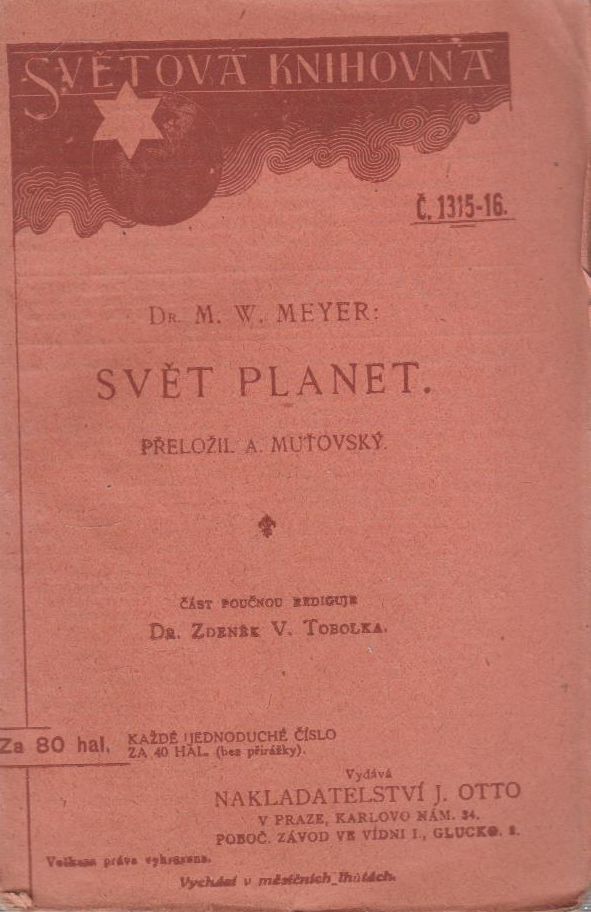 SVĚTOVÁ KNIHOVNA
Č. 1315-16.
DR. M. W. MEYER:
SVĚT PLANET.
PŘELOŽIL A. MUŤOVSKÝ.
ČÁST POUČNOU REDIGUJE
DR. ZDENĚK V. TOBOLKA.
Za 80 hal.
KAŽDÉ JEDNODUCHÉ ČÍSLO
ZA 40 HAL. (bez přirážky).
Vydává
NAKLADATELSTVÍ J. OTTO
V PRAZE, KARLOVO NÁM. 34.
POBOČ. ZÁVOD VE VÍDNI I., GLUCKG.
Veškera práva vyhrazena.
Vychází v měsíčních lhůtách.